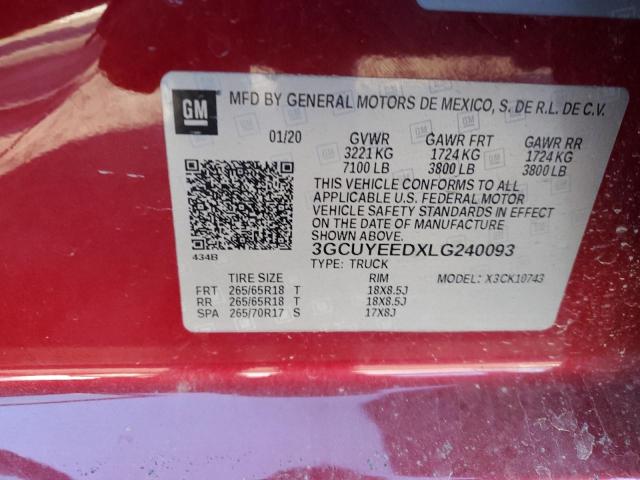 GM
MFD BY GENERAL MOTORS DE MEXICO, S. DE R.L. DE C.V.
01/20 GVWR GAWR FRT GAWR RR
3221 KG 1724 KG 1724 KG
7100 LB 3800 LB 3800 LB
THIS VEHICLE CONFORMS TO ALL
APPLICABLE U.S. FEDERAL MOTOR
VEHICLE SAFETY STANDARDS IN EFFECT
ON THE DATE OF MANUFACTURE
SHOWN ABOVE.
434B 3GCUYEEDXLG240093
TYPE: TRUCK
TIRE SIZE RIM MODEL: X3CK10743
FRT 265/65R18 T 18X8.5J
RR 265/65R18 T 18X8.5J
SPA 265/70R17 S 17X8J